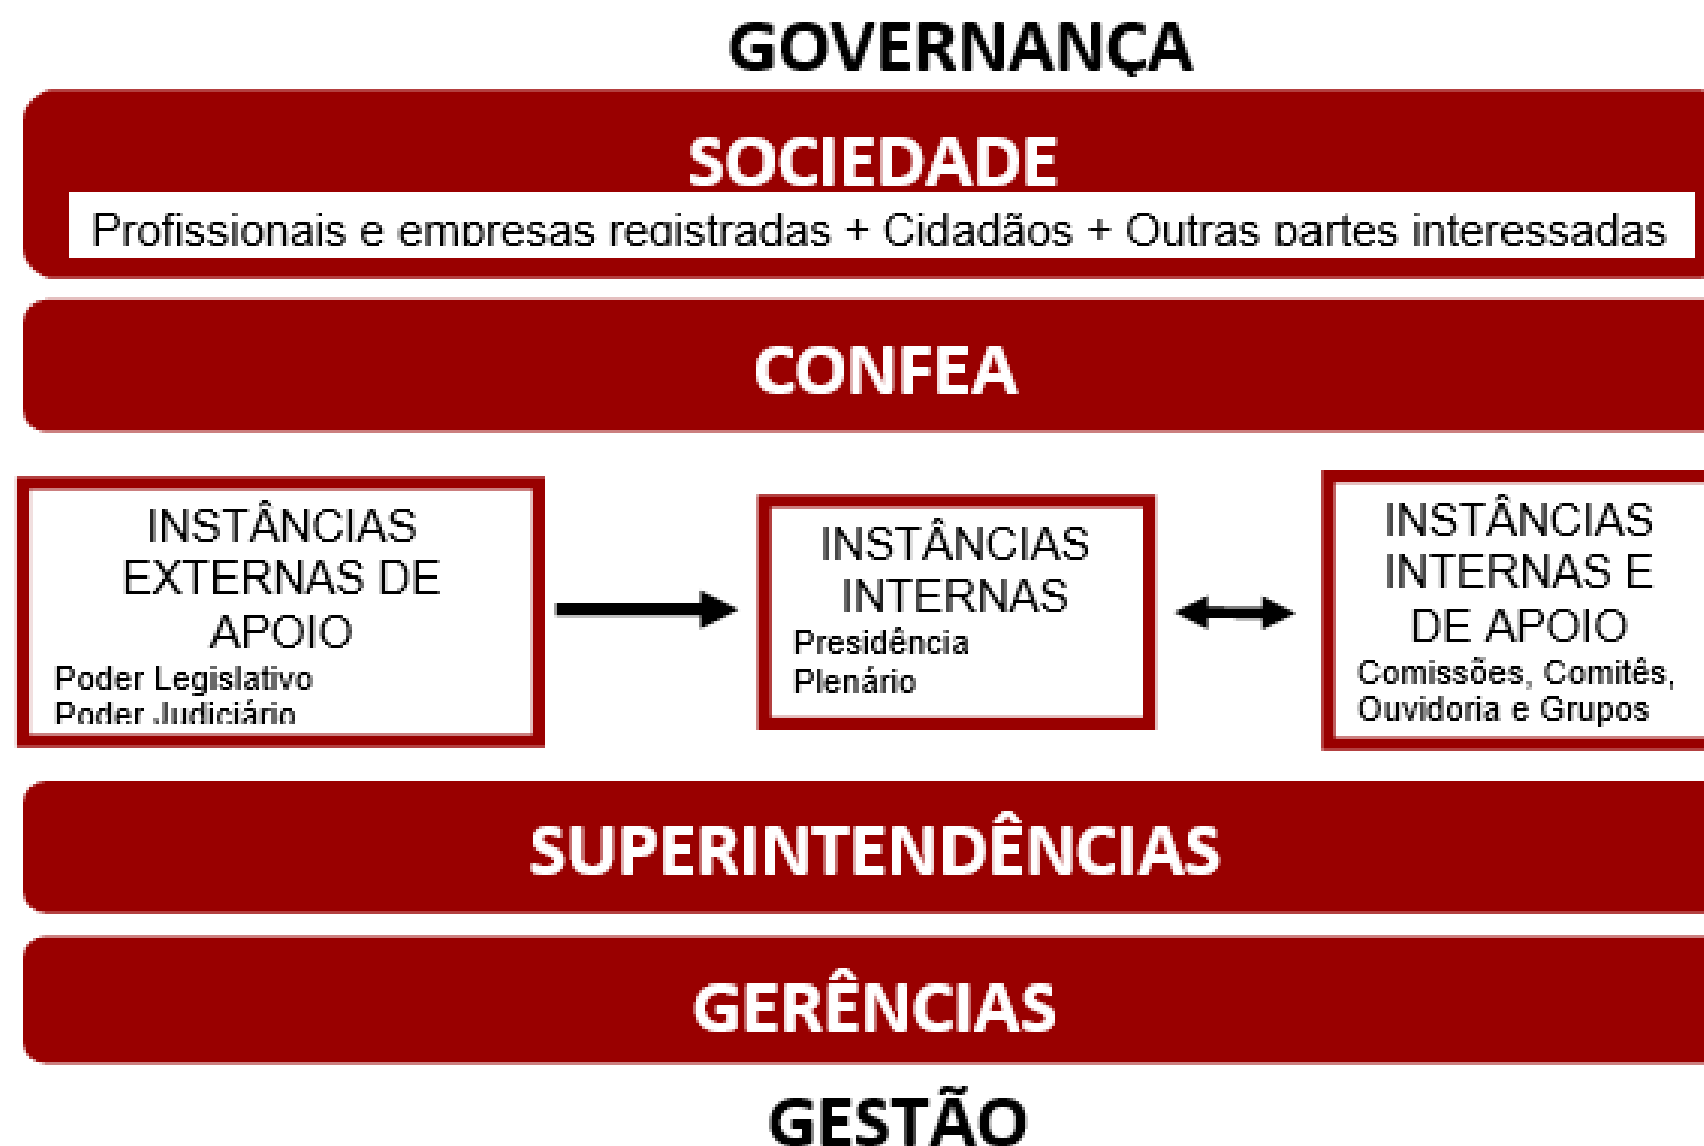 GOVERNANÇA
SOCIEDADE
Profissionais e empresas registradas + Cidadãos + Outras partes interessadas
CONFEA
INSTÂNCIAS
EXTERNAS DE
APOIO
Poder Legislativo
Poder Judiciário
INSTÂNCIAS
INTERNAS
Presidência
Plenário
INSTÂNCIAS
INTERNAS E
DE APOIO
Comissões, Comitês,
Ouvidoria e Grupos
SUPERINTENDÊNCIAS
GERÊNCIAS
GESTÃO